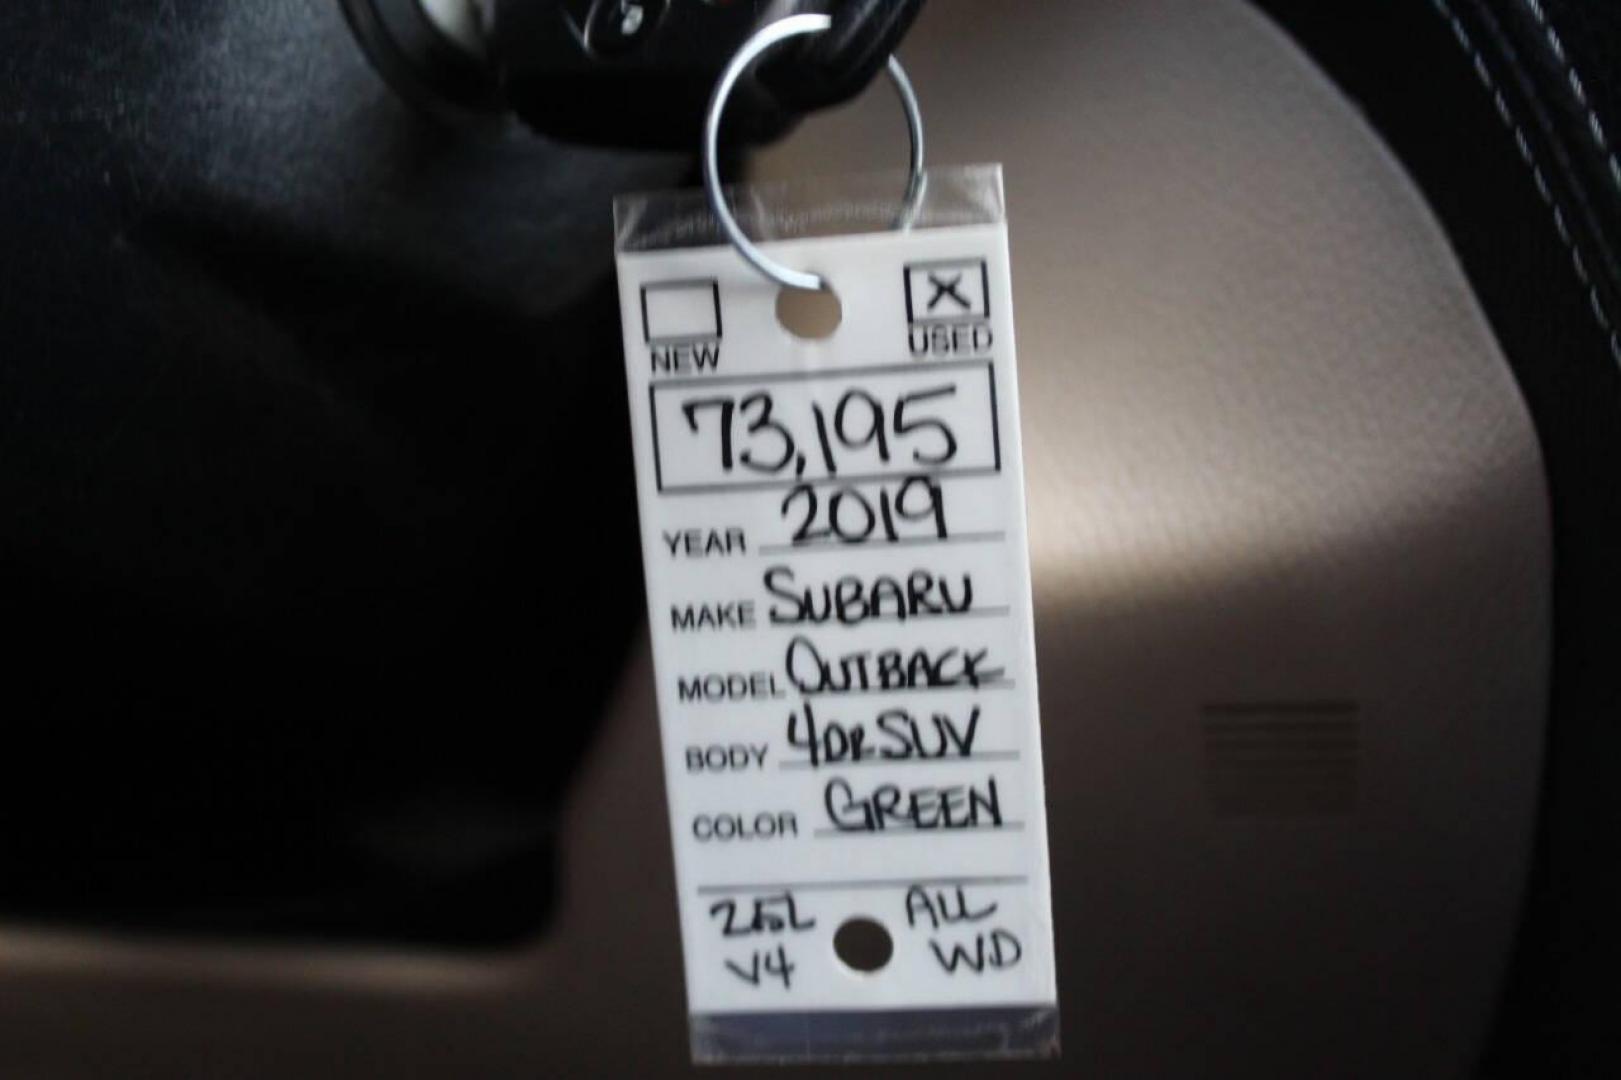 X
NEW USED
73,195
YEAR 2019
MAKE SUBARU
MODEL OUTBACK
BODY 4DR SUV
COLOR GREEN
2.5L ALL
V4 WD